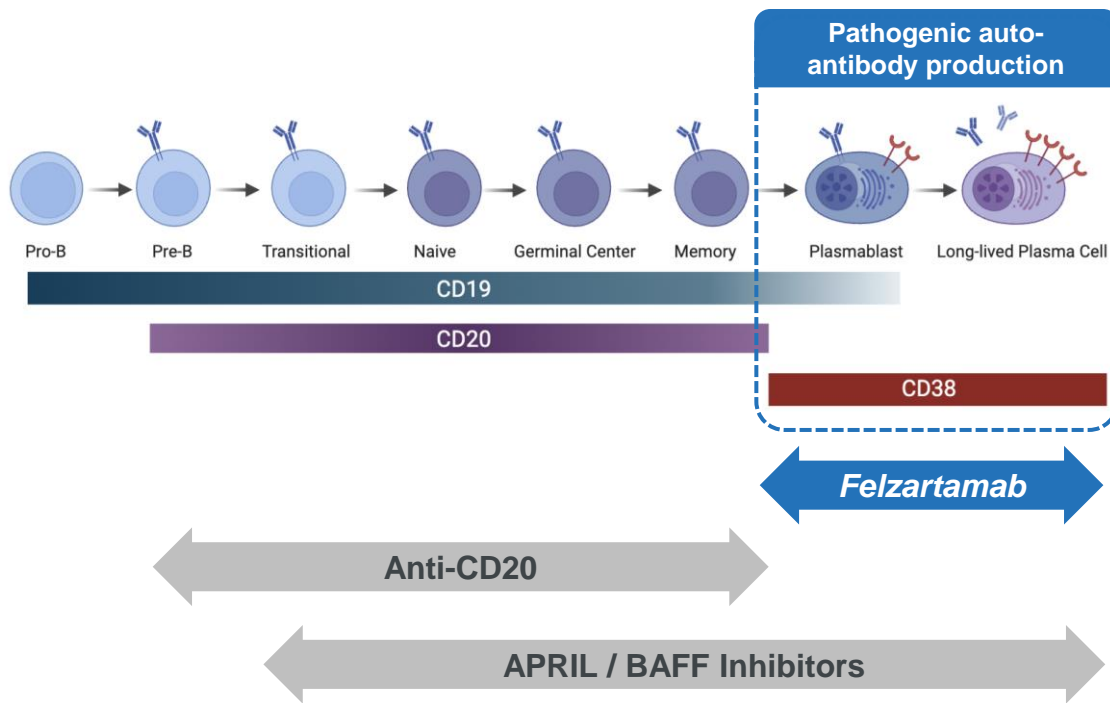 Pathogenic auto-
antibody production
Pro-B
Pre-B
Transitional
Naive
Germinal Center
Memory
Plasmablast
Long-lived Plasma Cell
CD19
CD20
CD38
Felzartamab
Anti-CD20
APRIL / BAFF Inhibitors